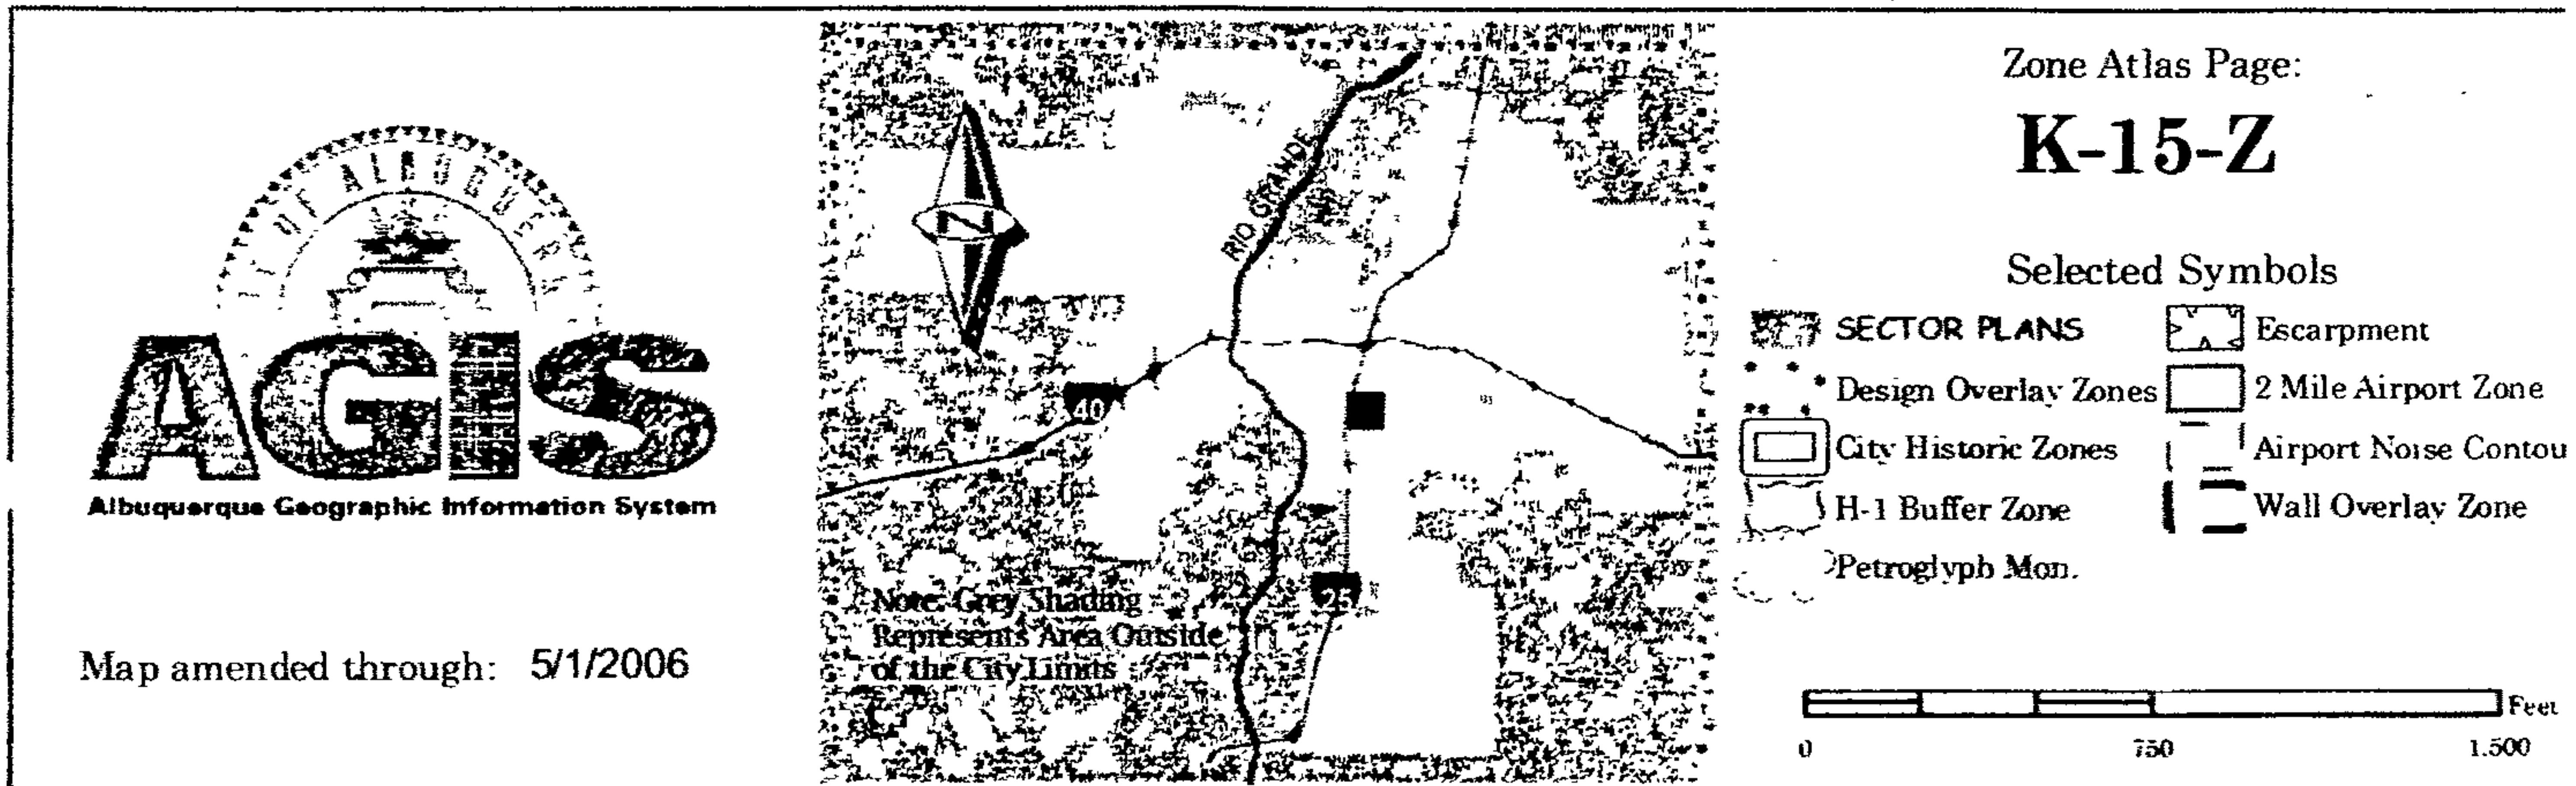 OF ALBUQUERQUE
AGIS
Albuquerque Geographic Information System
Map amended through: 5/1/2006
N
RIO GRANDE
40
25
Note: Grey Shading
Represents Area Outside
of the City Limits
Zone Atlas Page:
K-15-Z
Selected Symbols
SECTOR PLANS
Design Overlay Zones
City Historic Zones
H-1 Buffer Zone
Petroglyph Mon.
Escarpment
2 Mile Airport Zone
Airport Noise Contou
Wall Overlay Zone
Feet
0 750 1,500